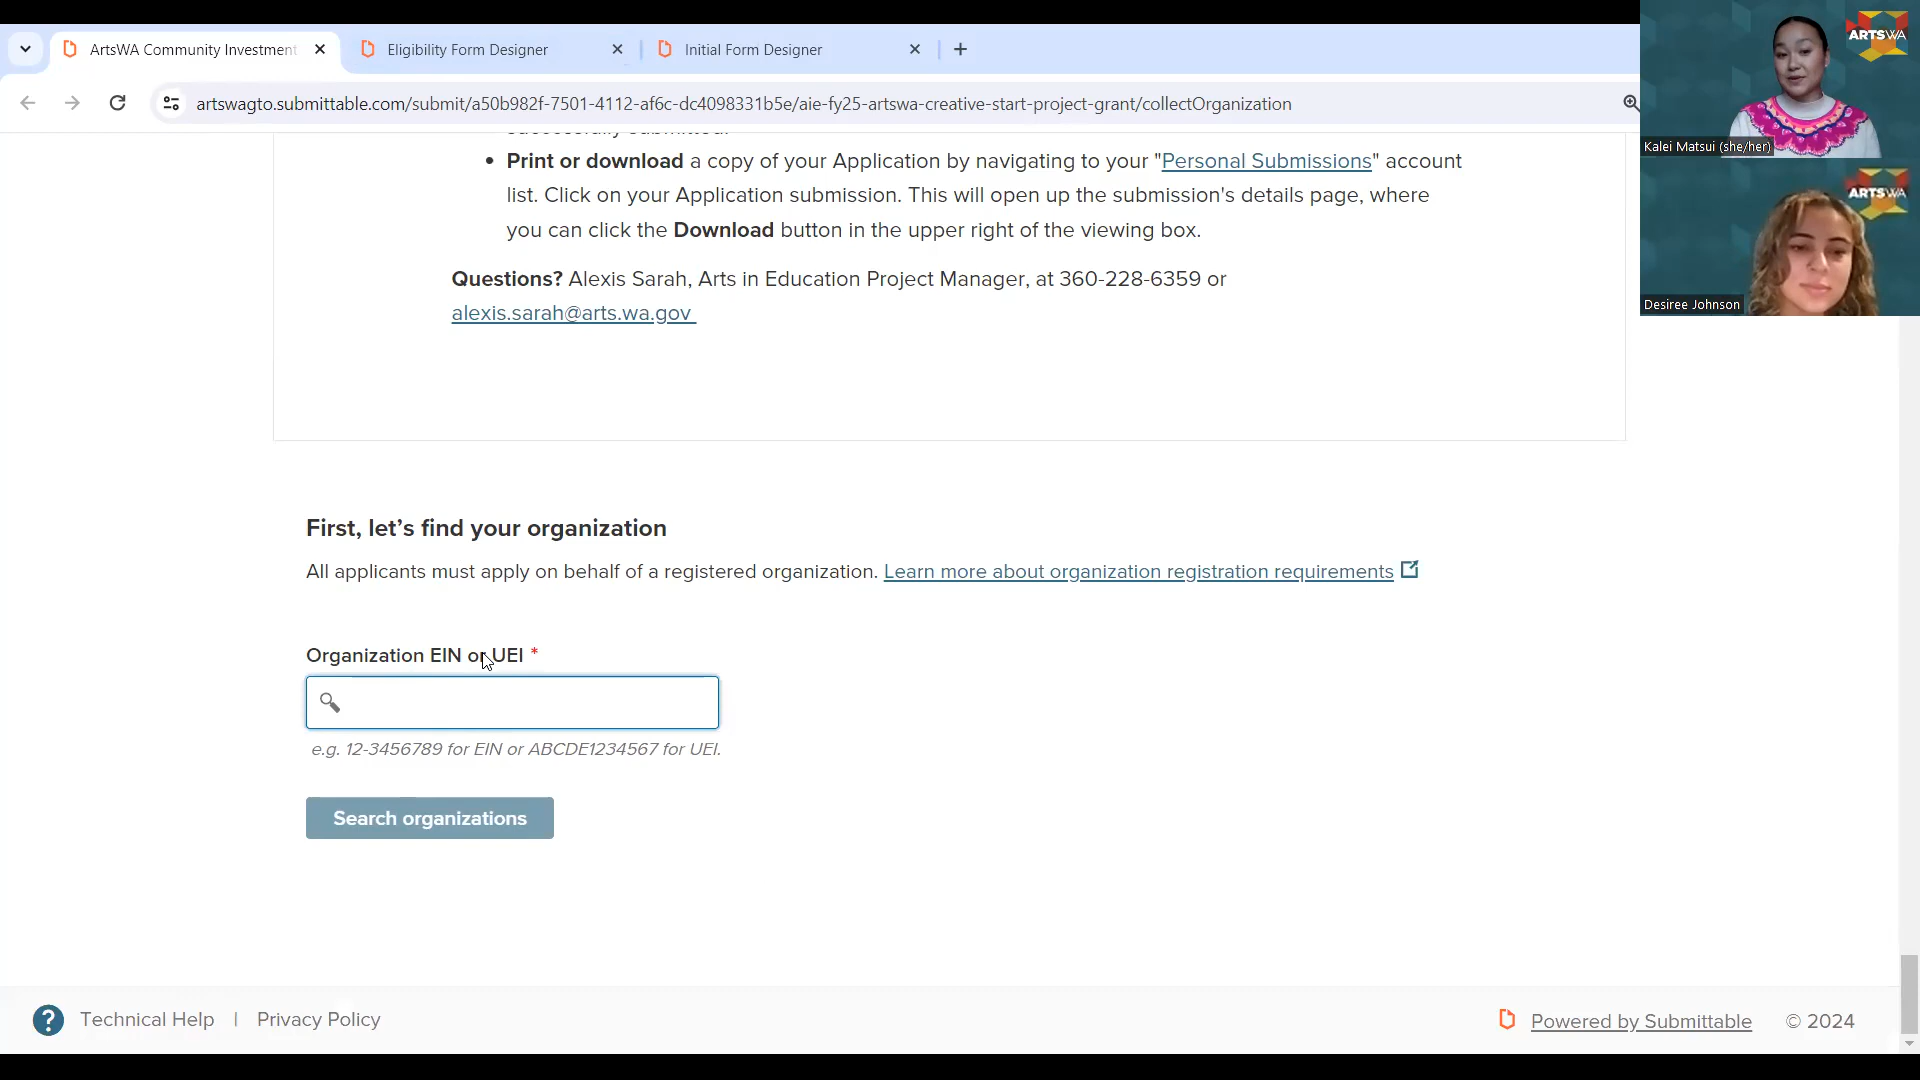 ArtsWA Community Investment
Eligibility Form Designer
Initial Form Designer
artswagto.submittable.com/submit/a50b982f-7501-4112-af6c-dc4098331b5e/aie-fy25-artswa-creative-start-project-grant/collectOrganization
ARTSWA
Kalei Matsui (she/her)
ARTSWA
Desiree Johnson
successfully submitted.
Print or download a copy of your Application by navigating to your "Personal Submissions" account
list. Click on your Application submission. This will open up the submission's details page, where
you can click the Download button in the upper right of the viewing box.
Questions? Alexis Sarah, Arts in Education Project Manager, at 360-228-6359 or
alexis.sarah@arts.wa.gov
First, let’s find your organization
All applicants must apply on behalf of a registered organization. Learn more about organization registration requirements
Organization EIN or UEI *
e.g. 12-3456789 for EIN or ABCDE1234567 for UEI.
Search organizations
? Technical Help | Privacy Policy
Powered by Submittable © 2024